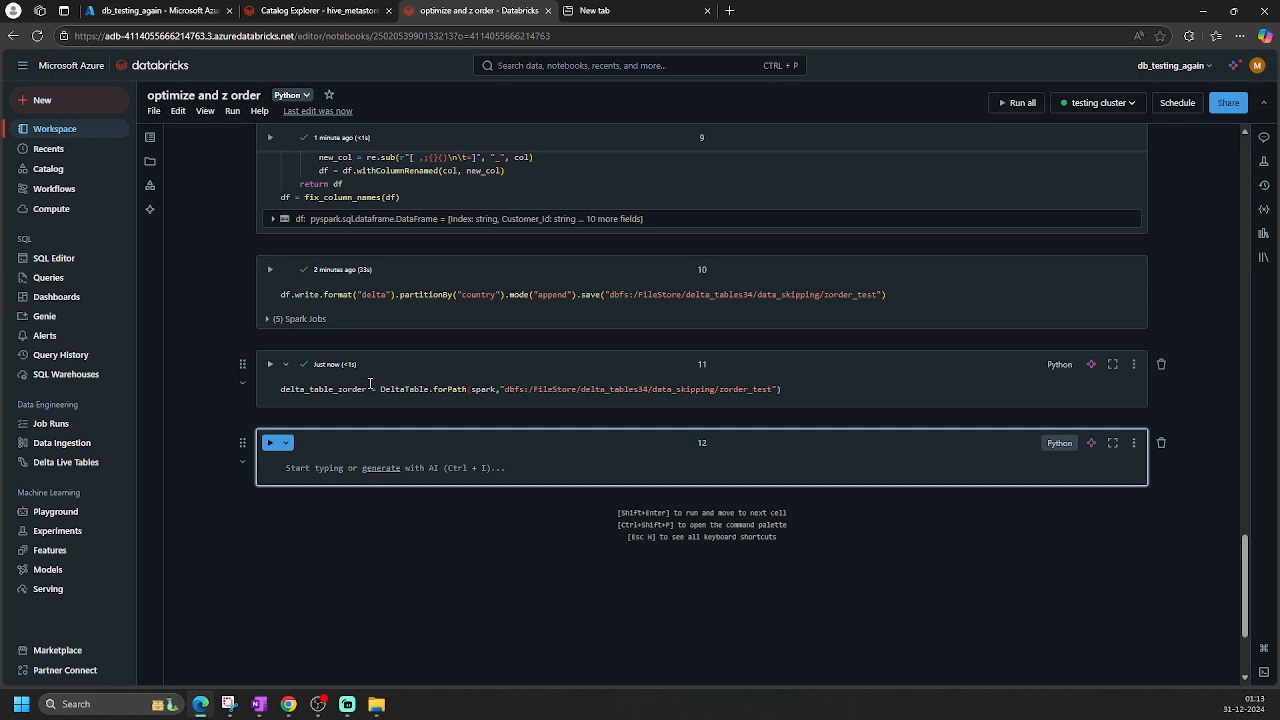 db_testing_again - Microsoft Azu
Catalog Explorer - hive_metastor
optimize and z order - Databricks
New tab
https://adb-4114055666214763.3.azuredatabricks.net/editor/notebooks/2502053990133213?o=4114055666214763
Microsoft Azure
databricks
Search data, notebooks, recents, and more...
CTRL + P
db_testing_again
M
New
optimize and z order
Python
File Edit View Run Help
Last edit was now
Run all
testing cluster
Schedule
Share
Workspace
Recents
Catalog
Workflows
Compute
SQL
SQL Editor
Queries
Dashboards
Genie
Alerts
Query History
SQL Warehouses
Data Engineering
Job Runs
Data Ingestion
Delta Live Tables
Machine Learning
Playground
Experiments
Features
Models
Serving
Marketplace
Partner Connect
1 minute ago (<1s)
9
new_col = re.sub(r"[ ,;{}()\n\t=]", "_", col)
df = df.withColumnRenamed(col, new_col)
return df
df = fix_column_names(df)
df: pyspark.sql.dataframe.DataFrame = [Index: string, Customer_Id: string ... 10 more fields]
2 minutes ago (33s)
10
df.write.format("delta").partitionBy("country").mode("append").save("dbfs:/FileStore/delta_tables34/data_skipping/zorder_test")
(5) Spark Jobs
Just now (<1s)
11
Python
delta_table_zorder = DeltaTable.forPath(spark,"dbfs:/FileStore/delta_tables34/data_skipping/zorder_test")
12
Python
Start typing or generate with AI (Ctrl + I)...
[Shift+Enter] to run and move to next cell
[Ctrl+Shift+P] to open the command palette
[Esc H] to see all keyboard shortcuts
Search
01:13
31-12-2024